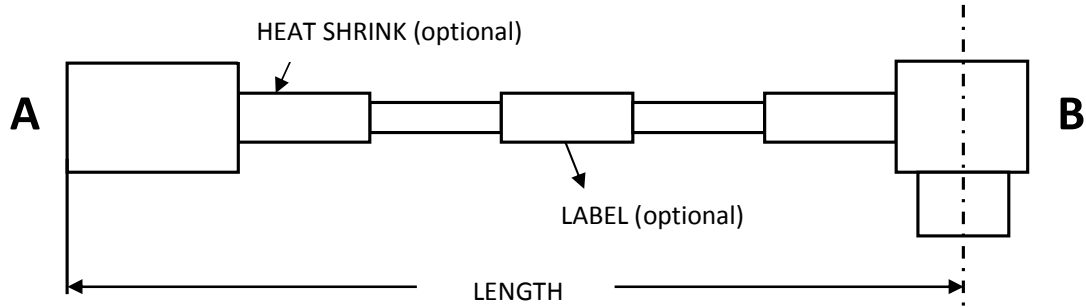 HEAT SHRINK (optional)
A
B
LABEL (optional)
LENGTH